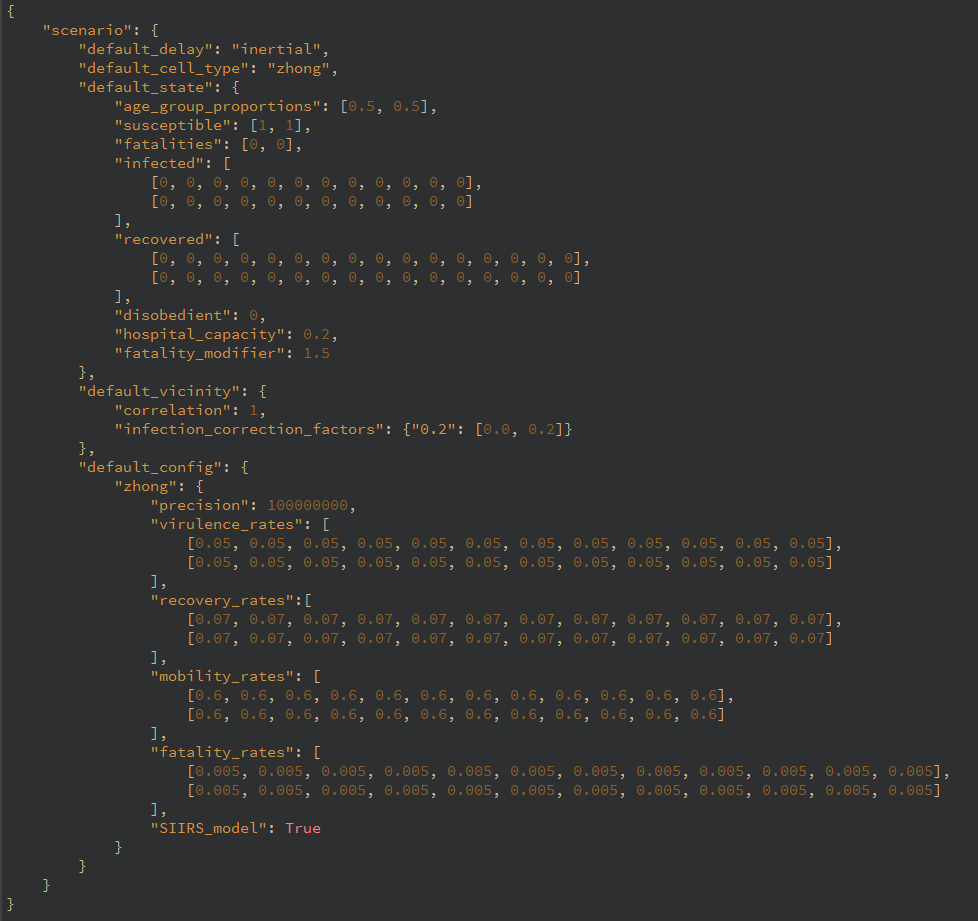 {
    "scenario": {
        "default_delay": "inertial",
        "default_cell_type": "zhong",
        "default_state": {
            "age_group_proportions": [0.5, 0.5],
            "susceptible": [1, 1],
            "fatalities": [0, 0],
            "infected": [
                [0, 0, 0, 0, 0, 0, 0, 0, 0, 0, 0, 0],
                [0, 0, 0, 0, 0, 0, 0, 0, 0, 0, 0, 0]
            ],
            "recovered": [
                [0, 0, 0, 0, 0, 0, 0, 0, 0, 0, 0, 0, 0, 0, 0, 0],
                [0, 0, 0, 0, 0, 0, 0, 0, 0, 0, 0, 0, 0, 0, 0, 0]
            ],
            "disobedient": 0,
            "hospital_capacity": 0.2,
            "fatality_modifier": 1.5
        },
        "default_vicinity": {
            "correlation": 1,
            "infection_correction_factors": {"0.2": [0.0, 0.2]}
        },
        "default_config": {
            "zhong": {
                "precision": 100000000,
                "virulence_rates": [
                    [0.05, 0.05, 0.05, 0.05, 0.05, 0.05, 0.05, 0.05, 0.05, 0.05, 0.05, 0.05],
                    [0.05, 0.05, 0.05, 0.05, 0.05, 0.05, 0.05, 0.05, 0.05, 0.05, 0.05, 0.05]
                ],
                "recovery_rates":[
                    [0.07, 0.07, 0.07, 0.07, 0.07, 0.07, 0.07, 0.07, 0.07, 0.07, 0.07, 0.07],
                    [0.07, 0.07, 0.07, 0.07, 0.07, 0.07, 0.07, 0.07, 0.07, 0.07, 0.07, 0.07]
                ],
                "mobility_rates": [
                    [0.6, 0.6, 0.6, 0.6, 0.6, 0.6, 0.6, 0.6, 0.6, 0.6, 0.6, 0.6],
                    [0.6, 0.6, 0.6, 0.6, 0.6, 0.6, 0.6, 0.6, 0.6, 0.6, 0.6, 0.6]
                ],
                "fatality_rates": [
                    [0.005, 0.005, 0.005, 0.005, 0.005, 0.005, 0.005, 0.005, 0.005, 0.005, 0.005, 0.005],
                    [0.005, 0.005, 0.005, 0.005, 0.005, 0.005, 0.005, 0.005, 0.005, 0.005, 0.005, 0.005]
                ],
                "SIIRS_model": True
            }
        }
    }
}